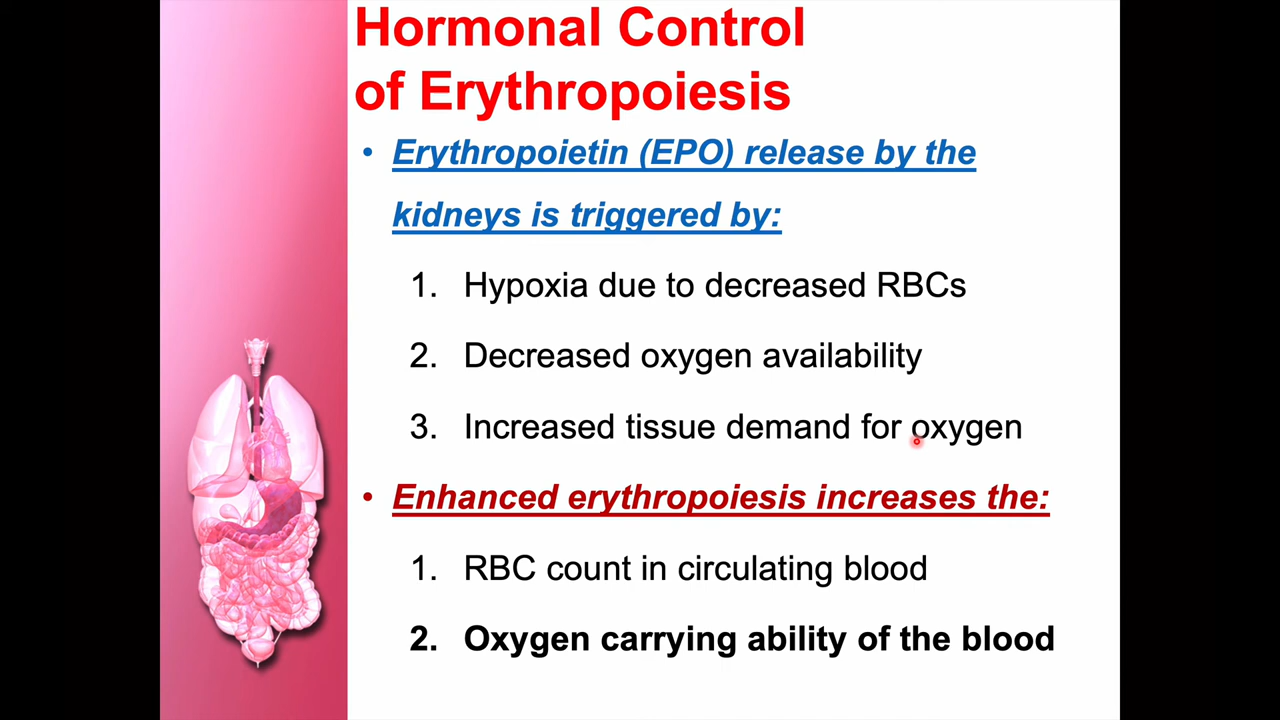 Hormonal Control
of Erythropoiesis
• Erythropoietin (EPO) release by the
kidneys is triggered by:
1. Hypoxia due to decreased RBCs
2. Decreased oxygen availability
3. Increased tissue demand for oxygen
• Enhanced erythropoiesis increases the:
1. RBC count in circulating blood
2. Oxygen carrying ability of the blood